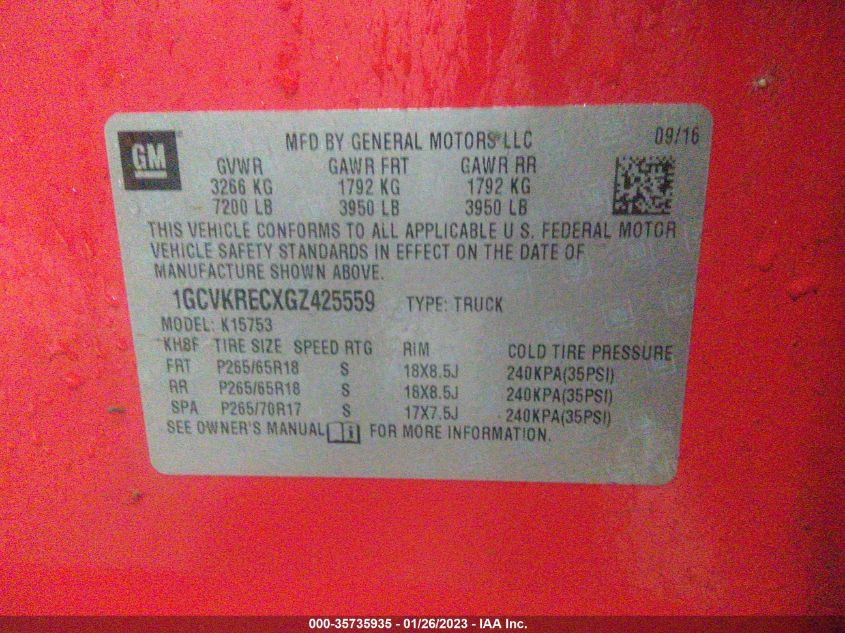 GM
MFD BY GENERAL MOTORS LLC 09/16
GVWR GAWR FRT GAWR RR
3266 KG 1792 KG 1792 KG
7200 LB 3950 LB 3950 LB
THIS VEHICLE CONFORMS TO ALL APPLICABLE U S. FEDERAL MOTOR
VEHICLE SAFETY STANDARDS IN EFFECT ON THE DATE OF
MANUFACTURE SHOWN ABOVE.
1GCVKRECXGZ425559 TYPE: TRUCK
MODEL: K15753
KH8F TIRE SIZE SPEED RTG RIM COLD TIRE PRESSURE
FRT P265/65R18 S 18X8.5J 240KPA(35PSI)
RR P265/65R18 S 18X8.5J 240KPA(35PSI)
SPA P265/70R17 S 17X7.5J 240KPA(35PSI)
SEE OWNER'S MANUAL i FOR MORE INFORMATION.
000-35735935 - 01/26/2023 - IAA Inc.